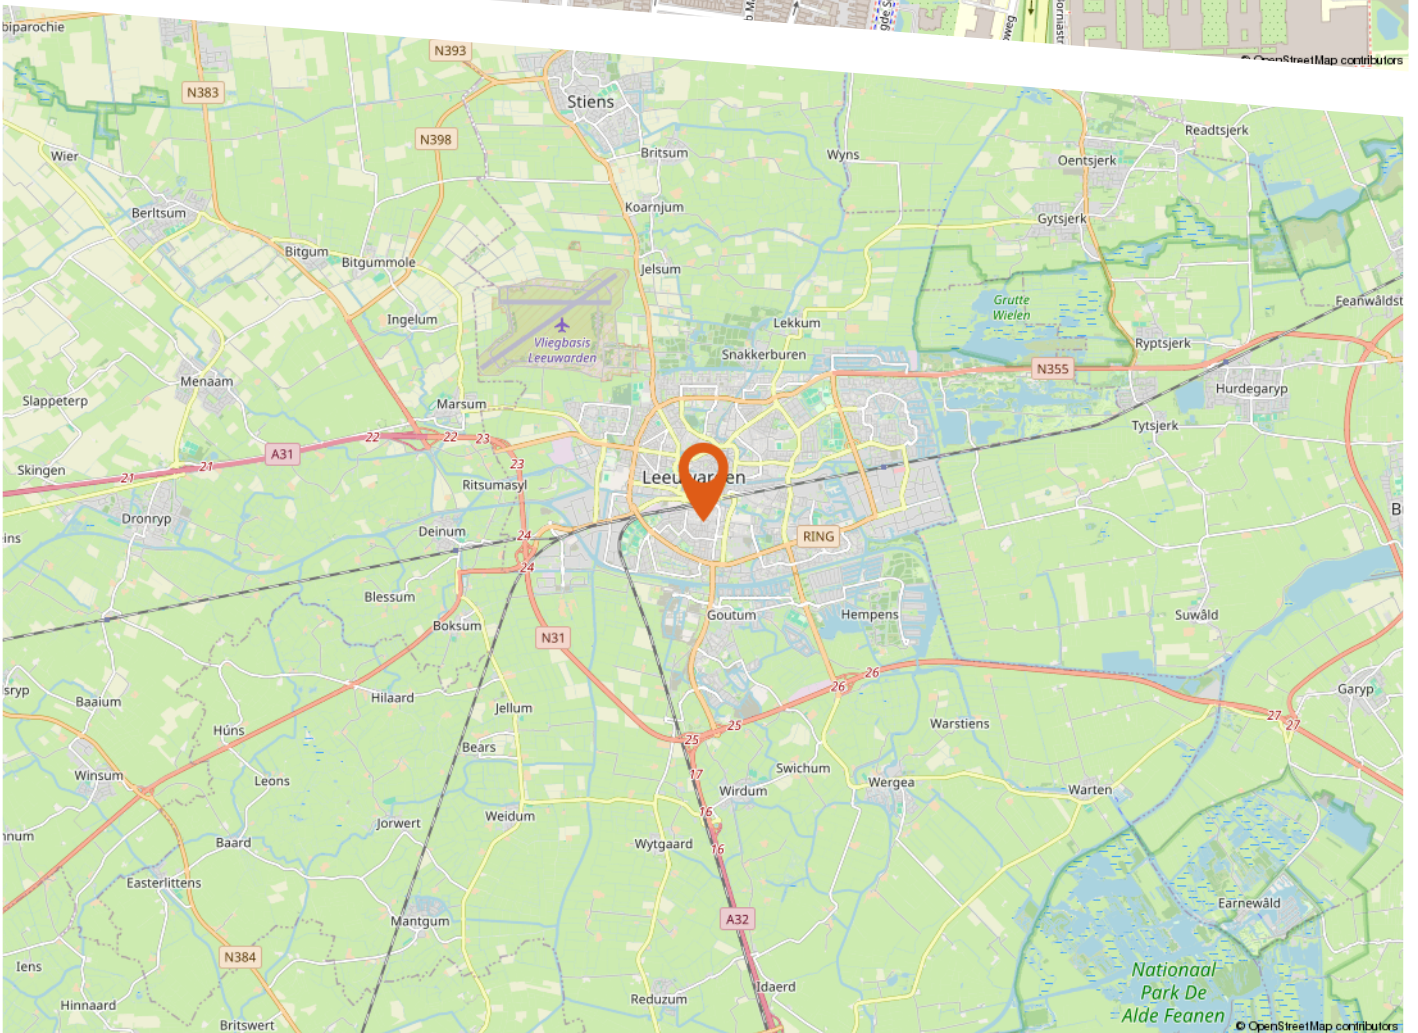 © OpenStreetMap contributors
biparochie
N393
N383
Stiens
N398
Readtsjerk
Britsum
Wyns
Oentsjerk
Wier
Berltsum
Koarnjum
Gytsjerk
Bitgum
Bitgummole
Jelsum
Grutte
Wielen
Feanwâldst
Ingelum
Lekkum
Vliegbasis
Leeuwarden
Snakkerburen
Ryptsjerk
N355
Menaam
Hurdegaryp
Slappeterp
Marsum
Tytsjerk
22
22
23
A31
23
21
21
Skingen
Leeuwarden
Ritsumasyl
Dronryp
Deinum
24
RING
24
Blessum
Goutum
Hempens
Suwâld
Boksum
N31
26
26
sryp
Baaium
Hilaard
Garyp
Jellum
27
27
Húns
25
25
Warstiens
Bears
Winsum
Leons
17
Swichum
Wergea
Wirdum
Warten
16
Weidum
Jorwert
Baard
Wytgaard
16
Easterlittens
Earnewâld
A32
Mantgum
N384
Iens
Nationaal
Park De
Alde Feanen
Idaerd
Reduzum
Hinnaard
Britswert
© OpenStreetMap contributors